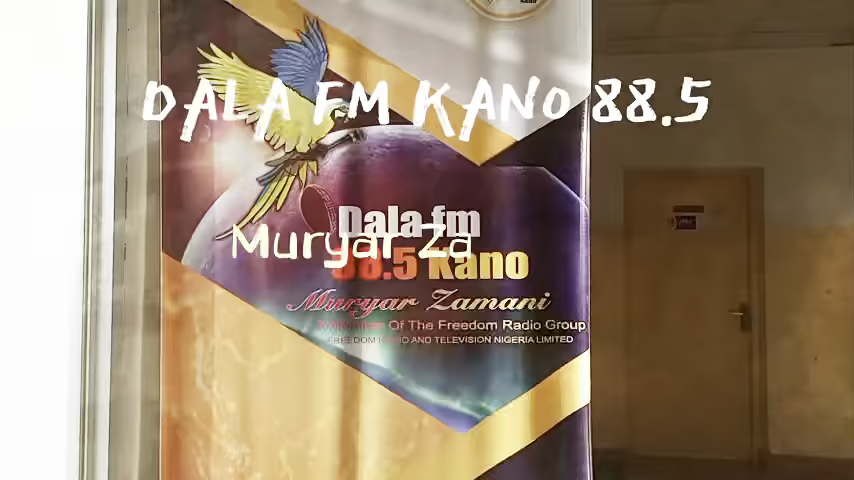 DALA FM KANO 88.5
Dala fm
88.5 Kano
Muryar Za
Muryar Zamani
A Member Of The Freedom Radio Group
FREEDOM RADIO AND TELEVISION NIGERIA LIMITED